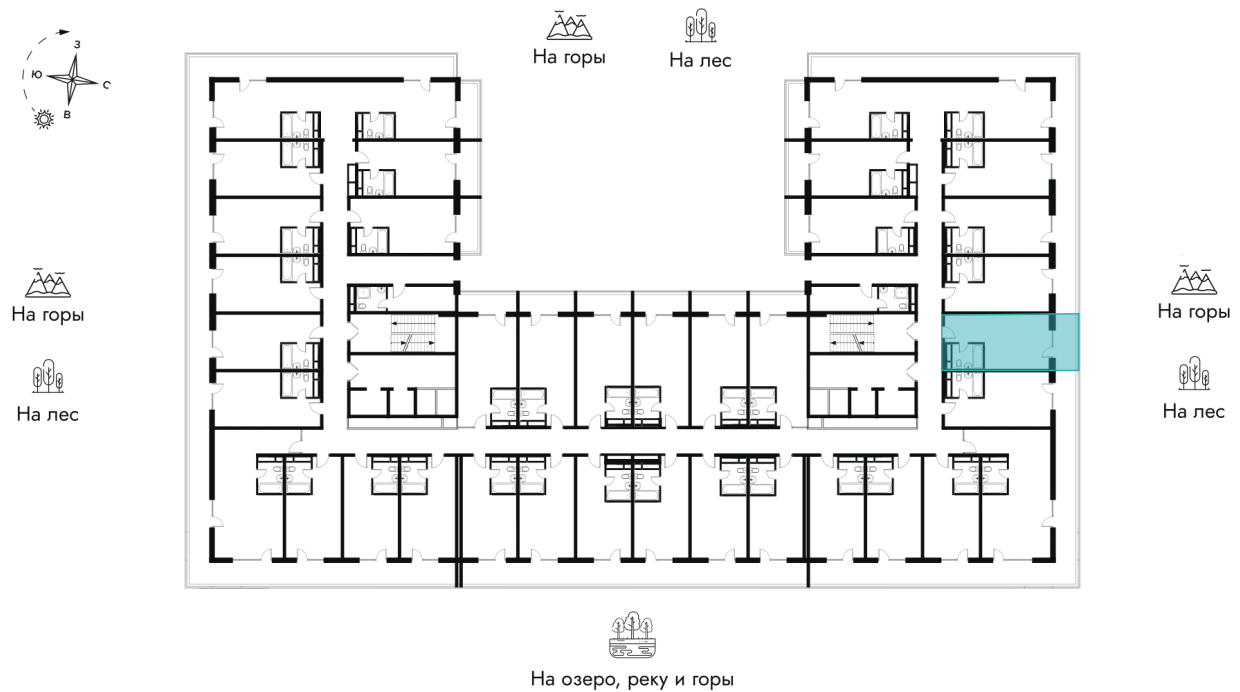 На горы
На лес
З
Ю
С
В
На горы
На лес
На горы
На лес
На озеро, реку и горы